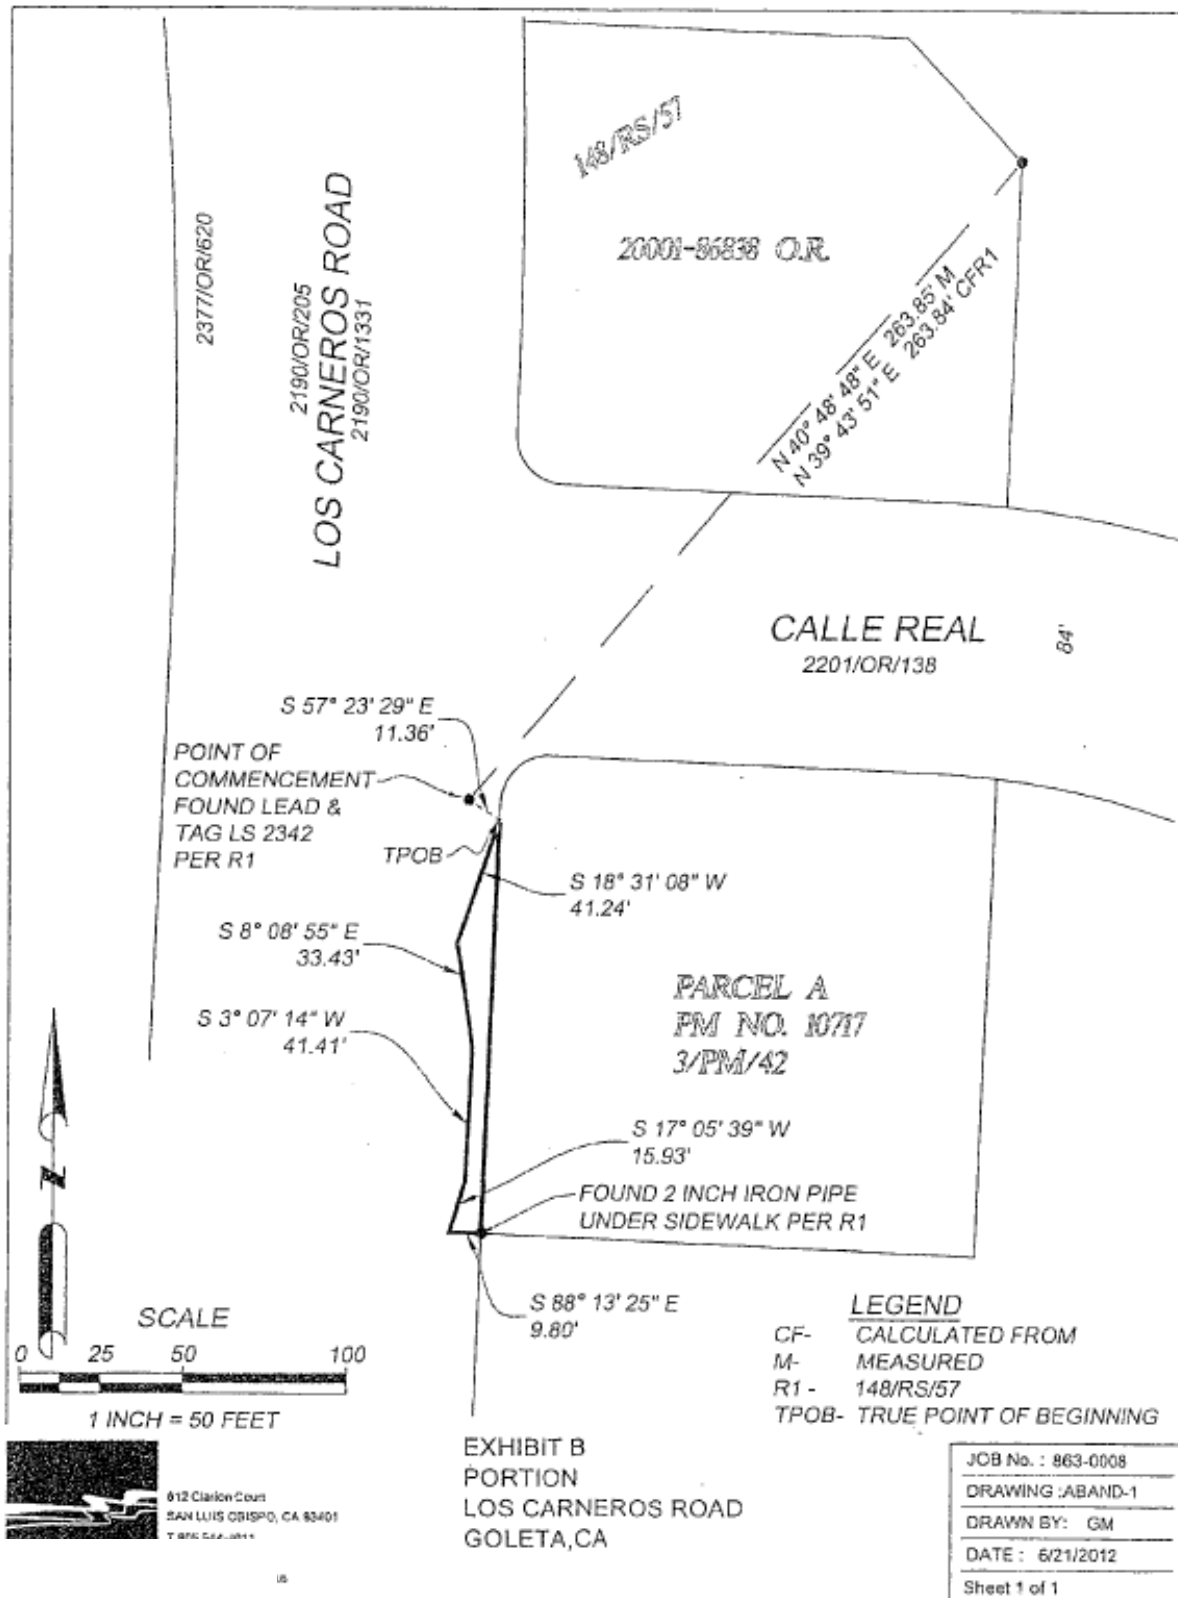 148/RS/57
20001-86838 O.R.
2377/OR/620
2190/OR/205
LOS CARNEROS ROAD
2190/OR/1331
N 40° 48' 48" E 263.85' M
N 39° 43' 51" E 263.84' CFR1
CALLE REAL
2201/OR/138
84'
S 57° 23' 29" E
11.36'
POINT OF
COMMENCEMENT
FOUND LEAD &
TAG LS 2342
PER R1
TPOB
S 18° 31' 08" W
41.24'
S 8° 08' 55" E
33.43'
S 3° 07' 14" W
41.41'
PARCEL A
PM NO. 10717
3/PM/42
S 17° 05' 39" W
15.93'
FOUND 2 INCH IRON PIPE
UNDER SIDEWALK PER R1
S 88° 13' 25" E
9.80'
N
SCALE
0 25 50 100
1 INCH = 50 FEET
LEGEND
CF- CALCULATED FROM
M- MEASURED
R1 - 148/RS/57
TPOB- TRUE POINT OF BEGINNING
612 Clarion Court
SAN LUIS OBISPO, CA 93401
EXHIBIT B
PORTION
LOS CARNEROS ROAD
GOLETA,CA
JOB No. : 863-0008
DRAWING :ABAND-1
DRAWN BY: GM
DATE : 6/21/2012
Sheet 1 of 1